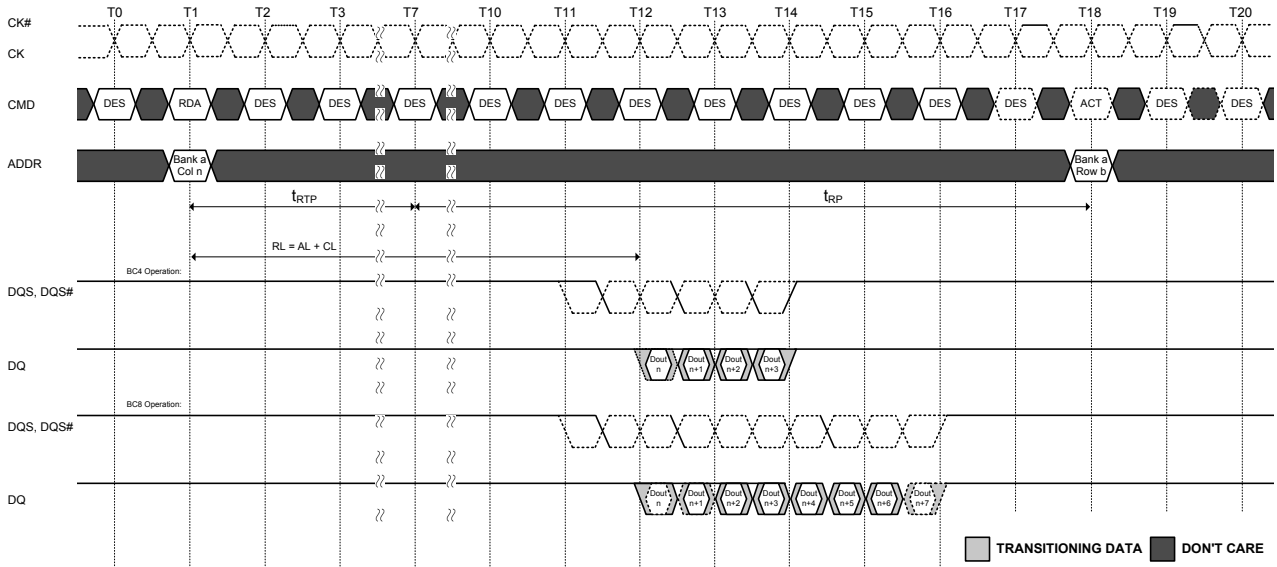 T0 T1 T2 T3 T7 T10 T11 T12 T13 T14 T15 T16 T17 T18 T19 T20
CK#
CK
CMD DES RDA DES DES DES DES DES DES DES DES DES DES DES ACT DES DES
ADDR
Bank a
Col n
Bank a
Row b
tRTP tRP
RL = AL + CL
BC4 Operation:
DQS, DQS#
DQ
Dout
n
Dout
n+1
Dout
n+2
Dout
n+3
BC8 Operation:
DQS, DQS#
DQ
Dout
n
Dout
n+1
Dout
n+2
Dout
n+3
Dout
n+4
Dout
n+5
Dout
n+6
Dout
n+7
TRANSITIONING DATA DON'T CARE